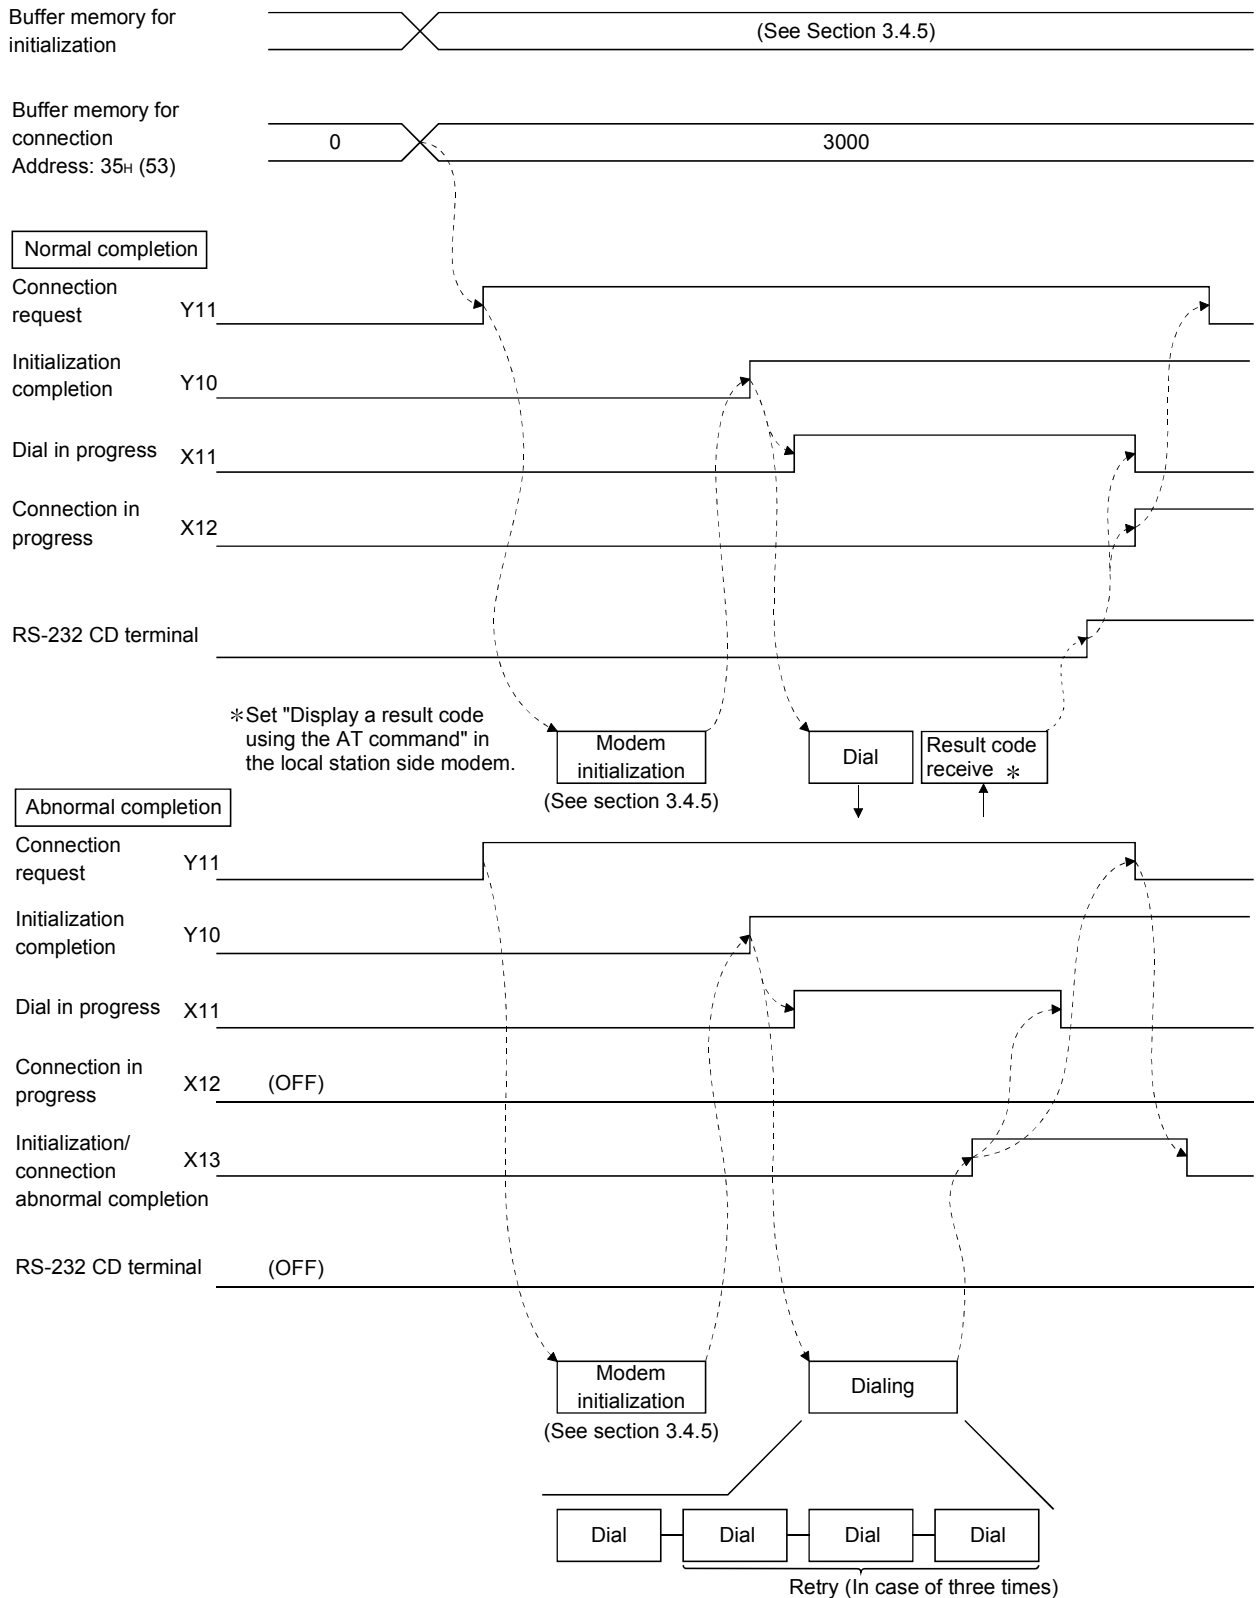 Buffer memory for
initialization
(See Section 3.4.5)
Buffer memory for
connection
Address: 35H (53)
0
3000
Normal completion
Connection
request
Y11
Initialization
completion
Y10
Dial in progress
X11
Connection in
progress
X12
RS-232 CD terminal
*Set "Display a result code
using the AT command" in
the local station side modem.
Modem
initialization
(See section 3.4.5)
Dial
Result code
receive *
Abnormal completion
Connection
request
Y11
Initialization
completion
Y10
Dial in progress
X11
Connection in
progress
X12
(OFF)
Initialization/
connection
abnormal completion
X13
RS-232 CD terminal
(OFF)
Modem
initialization
(See section 3.4.5)
Dialing
Dial
Dial
Dial
Dial
Retry (In case of three times)